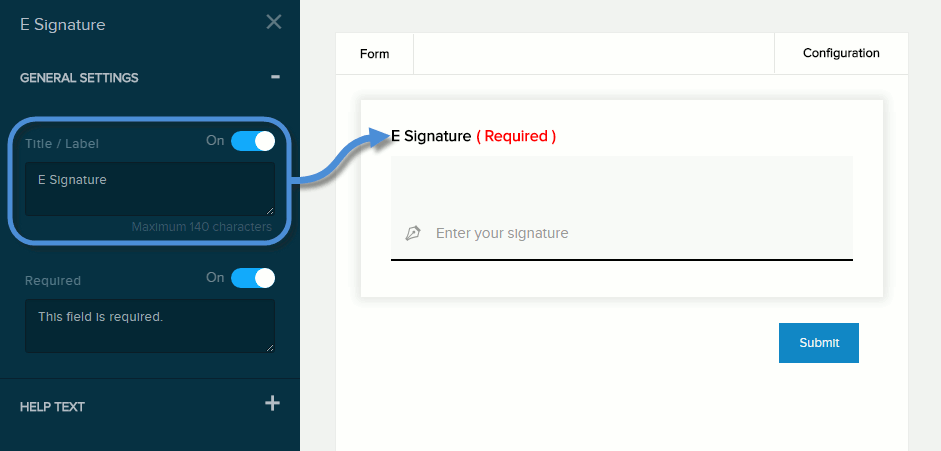 E Signature
GENERAL SETTINGS
Title / Label
On
E Signature
Maximum 140 characters
Required
On
This field is required.
HELP TEXT
Form
Configuration
E Signature ( Required )
Enter your signature
Submit